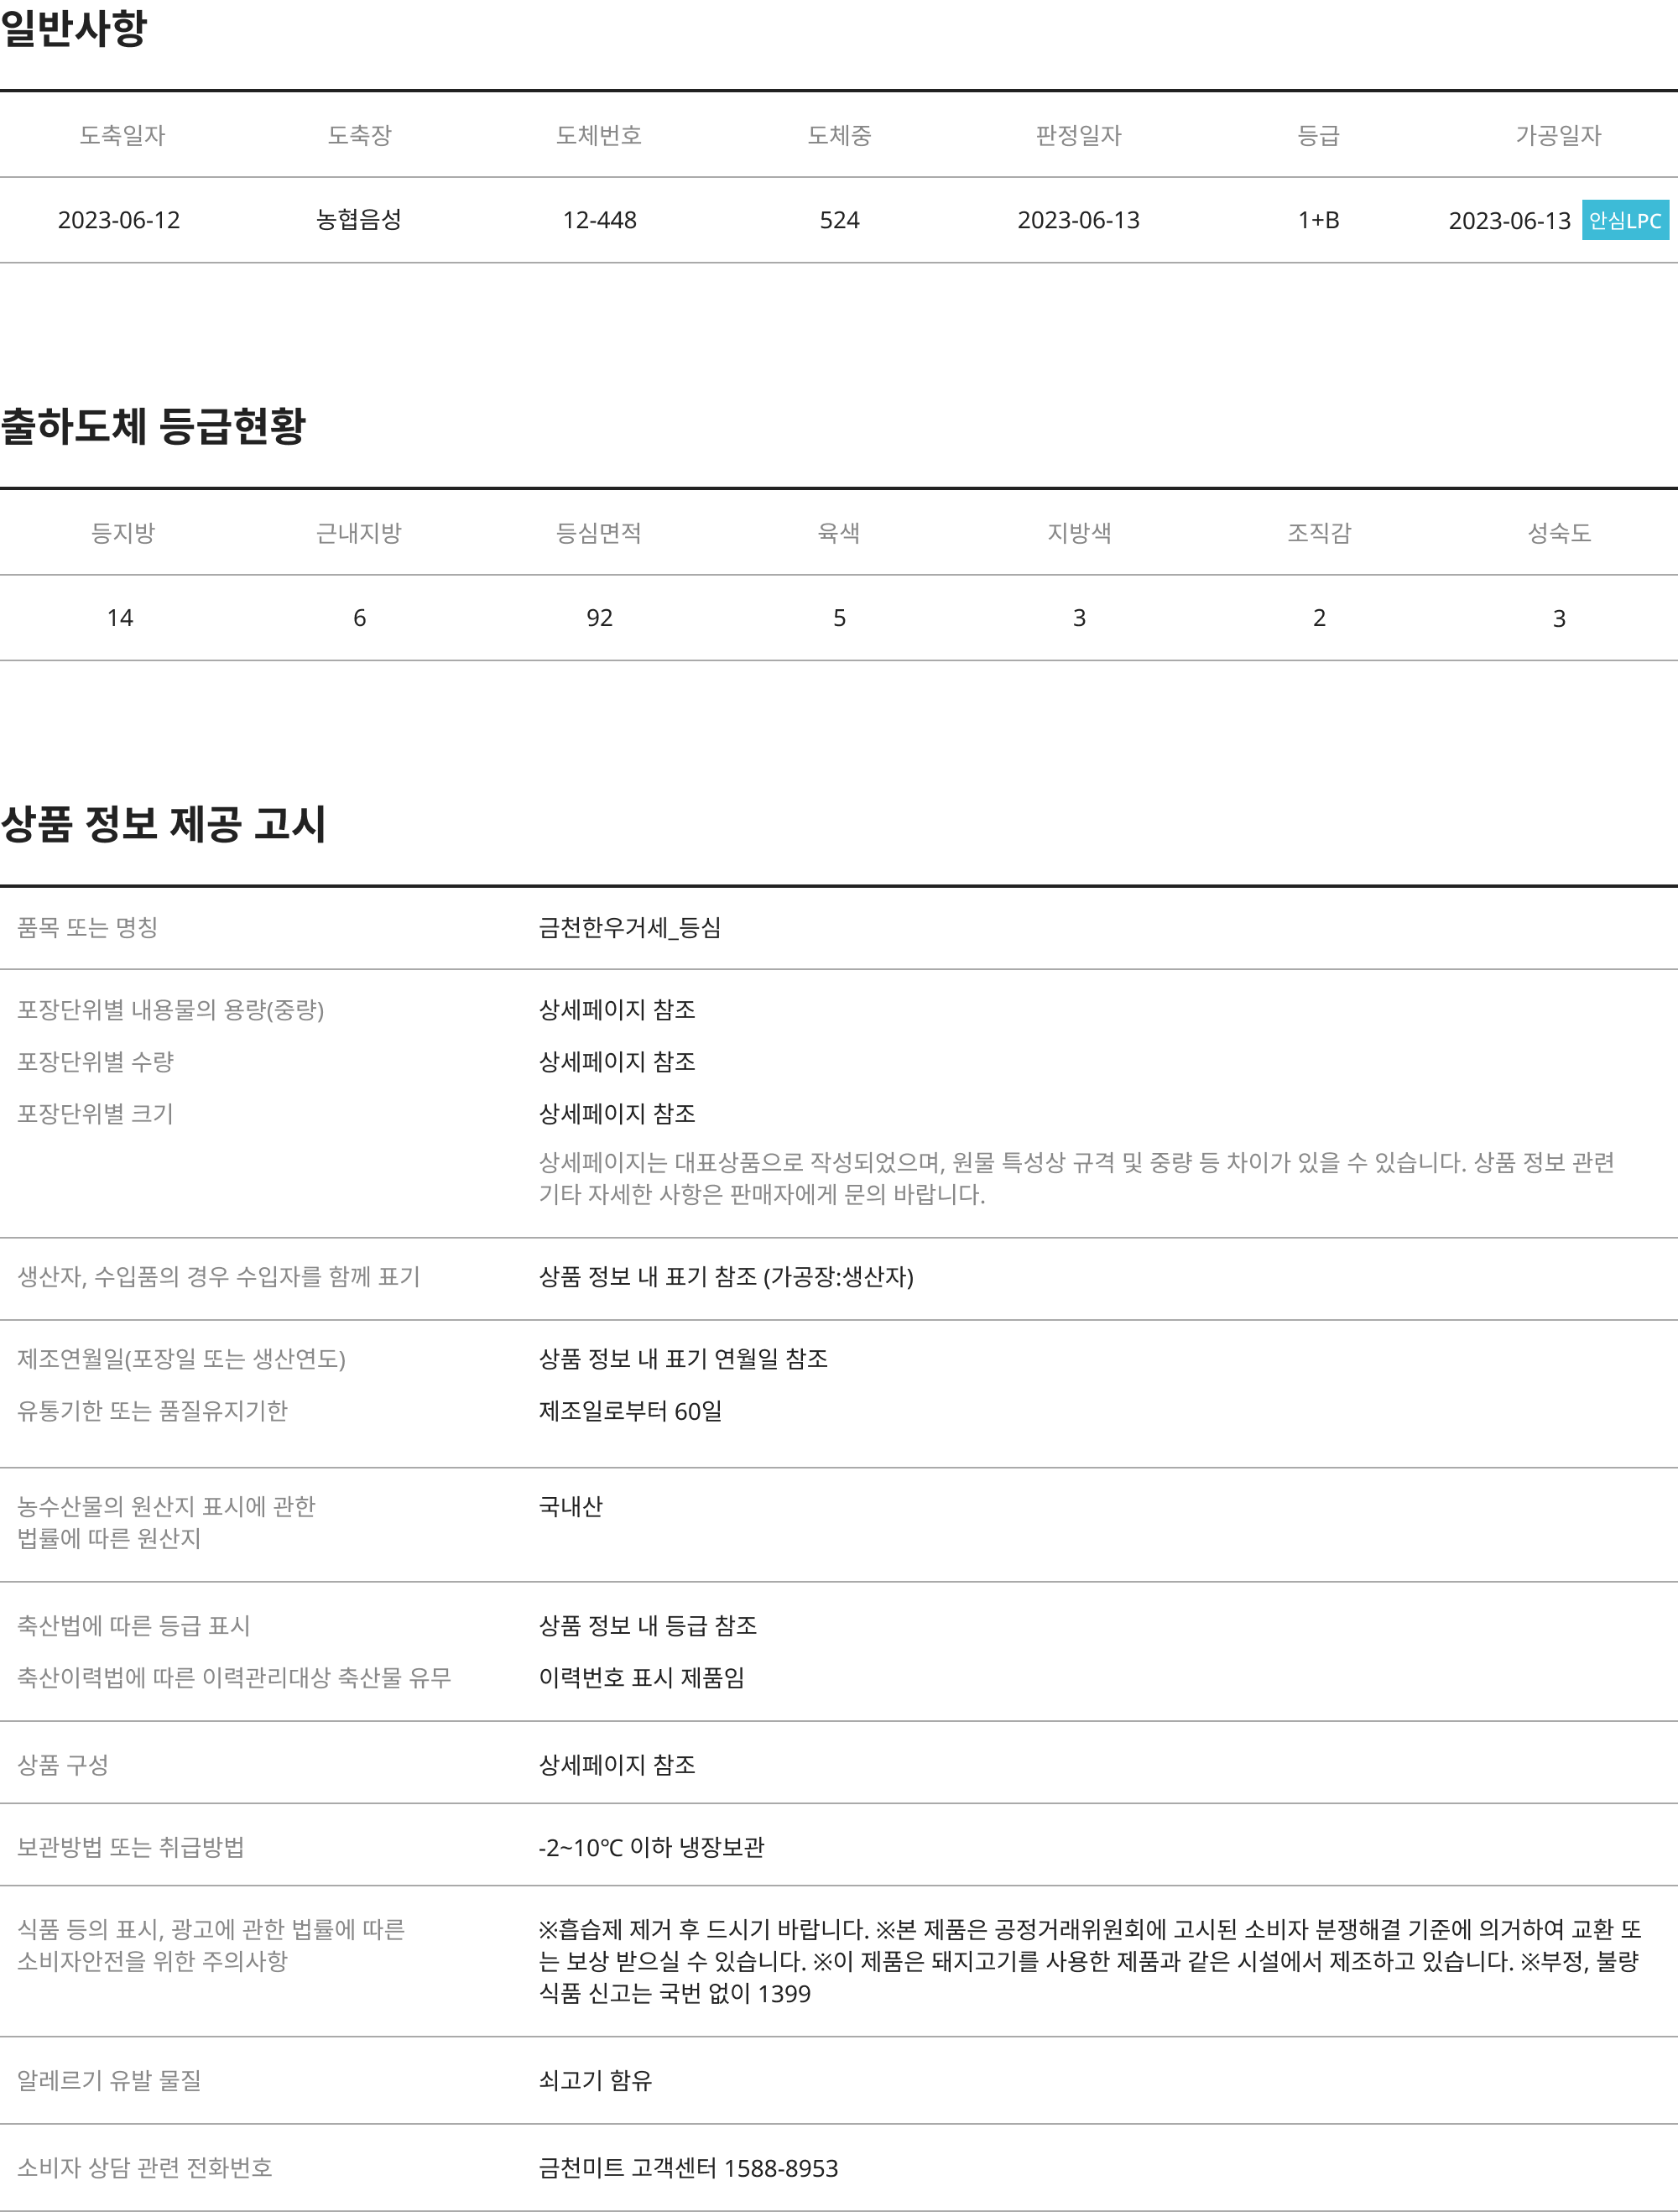 일반사항
도축일자 도축장 도체번호 도체중 판정일자 등급 가공일자
2023-06-12 농협음성 12-448 524 2023-06-13 1+B 2023-06-13 안심LPC
출하도체 등급현황
등지방 근내지방 등심면적 육색 지방색 조직감 성숙도
14 6 92 5 3 2 3
상품 정보 제공 고시
품목 또는 명칭 금천한우거세_등심
포장단위별 내용물의 용량(중량) 상세페이지 참조
포장단위별 수량 상세페이지 참조
포장단위별 크기 상세페이지 참조
상세페이지는 대표상품으로 작성되었으며, 원물 특성상 규격 및 중량 등 차이가 있을 수 있습니다. 상품 정보 관련
기타 자세한 사항은 판매자에게 문의 바랍니다.
생산자, 수입품의 경우 수입자를 함께 표기 상품 정보 내 표기 참조 (가공장:생산자)
제조연월일(포장일 또는 생산연도) 상품 정보 내 표기 연월일 참조
유통기한 또는 품질유지기한 제조일로부터 60일
농수산물의 원산지 표시에 관한 국내산
법률에 따른 원산지
축산법에 따른 등급 표시 상품 정보 내 등급 참조
축산이력법에 따른 이력관리대상 축산물 유무 이력번호 표시 제품임
상품 구성 상세페이지 참조
보관방법 또는 취급방법 -2~10℃ 이하 냉장보관
식품 등의 표시, 광고에 관한 법률에 따른 ※흡습제 제거 후 드시기 바랍니다. ※본 제품은 공정거래위원회에 고시된 소비자 분쟁해결 기준에 의거하여 교환 또
소비자안전을 위한 주의사항 는 보상 받으실 수 있습니다. ※이 제품은 돼지고기를 사용한 제품과 같은 시설에서 제조하고 있습니다. ※부정, 불량
식품 신고는 국번 없이 1399
알레르기 유발 물질 쇠고기 함유
소비자 상담 관련 전화번호 금천미트 고객센터 1588-8953